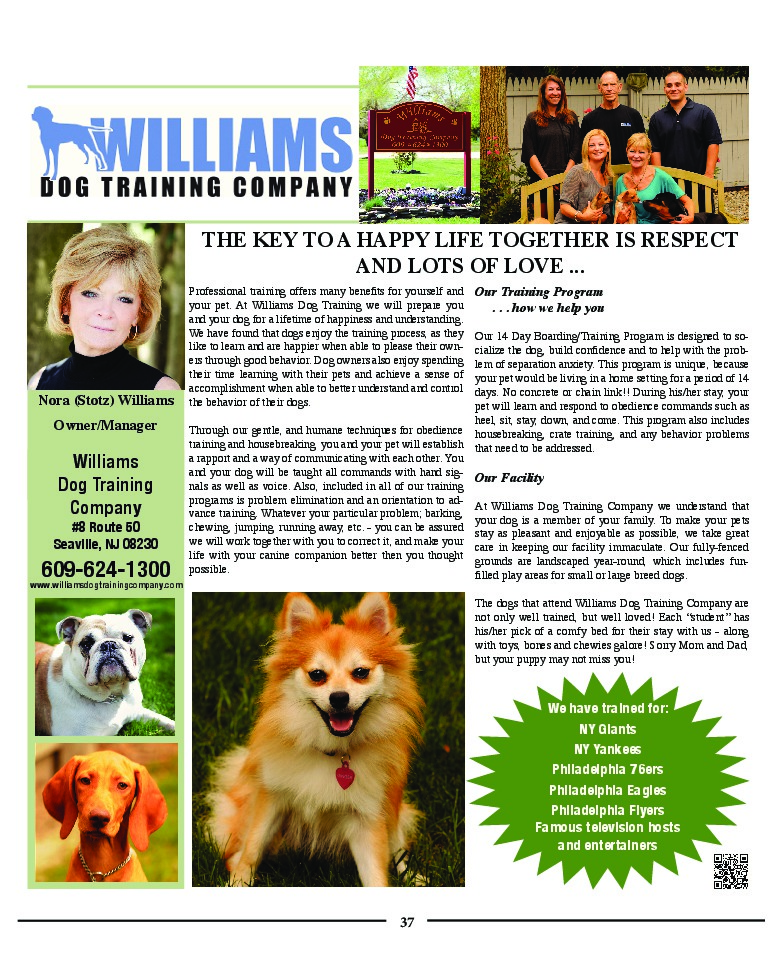 WILLIAMS
DOG TRAINING COMPANY
Williams
Dog Training Company
609-624-1300
THE KEY TO A HAPPY LIFE TOGETHER IS RESPECT
AND LOTS OF LOVE ...
Nora (Stotz) Williams
Owner/Manager
Williams
Dog Training
Company
#8 Route 50
Seaville, NJ 08230
609-624-1300
www.williamsdogtrainingcompany.com
Professional training offers many benefits for yourself and
your pet. At Williams Dog Training we will prepare you
and your dog for a lifetime of happiness and understanding.
We have found that dogs enjoy the training process, as they
like to learn and are happier when able to please their own-
ers through good behavior. Dog owners also enjoy spending
their time learning with their pets and achieve a sense of
accomplishment when able to better understand and control
the behavior of their dogs.
Through our gentle, and humane techniques for obedience
training and housebreaking, you and your pet will establish
a rapport and a way of communicating with each other. You
and your dog will be taught all commands with hand sig-
nals as well as voice. Also, included in all of our training
programs is problem elimination and an orientation to ad-
vance training. Whatever your particular problem; barking,
chewing, jumping, running away, etc. – you can be assured
we will work together with you to correct it, and make your
life with your canine companion better then you thought
possible.
Our Training Program
. . . how we help you
Our 14 Day Boarding/Training Program is designed to so-
cialize the dog, build confidence and to help with the prob-
lem of separation anxiety. This program is unique, because
your pet would be living in a home setting for a period of 14
days. No concrete or chain link!! During his/her stay, your
pet will learn and respond to obedience commands such as
heel, sit, stay, down, and come. This program also includes
housebreaking, crate training, and any behavior problems
that need to be addressed.
Our Facility
At Williams Dog Training Company we understand that
your dog is a member of your family. To make your pets
stay as pleasant and enjoyable as possible, we take great
care in keeping our facility immaculate. Our fully-fenced
grounds are landscaped year-round, which includes fun-
filled play areas for small or large breed dogs.
The dogs that attend Williams Dog Training Company are
not only well trained, but well loved! Each “student” has
his/her pick of a comfy bed for their stay with us – along
with toys, bones and chewies galore! Sorry Mom and Dad,
but your puppy may not miss you!
We have trained for:
NY Giants
NY Yankees
Philadelphia 76ers
Philadelphia Eagles
Philadelphia Flyers
Famous television hosts
and entertainers
37